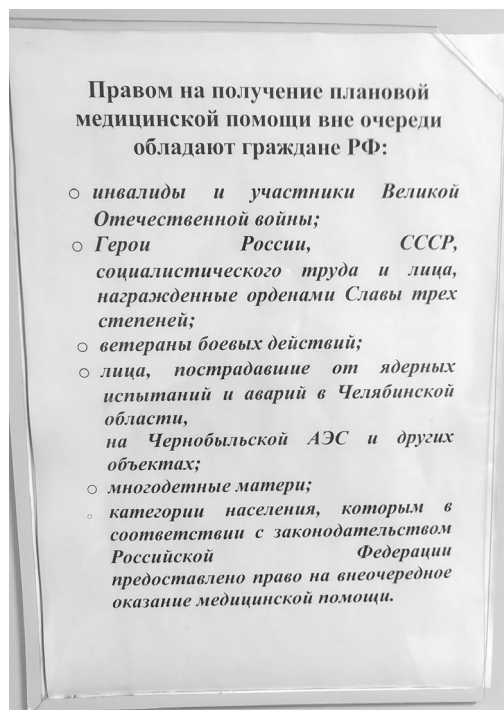 Правом на получение плановой
медицинской помощи вне очереди
обладают граждане РФ:
○ инвалиды и участники Великой
Отечественной войны;
○ Герои России, СССР,
социалистического труда и лица,
награжденные орденами Славы трех
степеней;
○ ветераны боевых действий;
○ лица, пострадавшие от ядерных
испытаний и аварий в Челябинской
области,
на Чернобыльской АЭС и других
объектах;
○ многодетные матери;
○ категории населения, которым в
соответствии с законодательством
Российской Федерации
предоставлено право на внеочередное
оказание медицинской помощи.